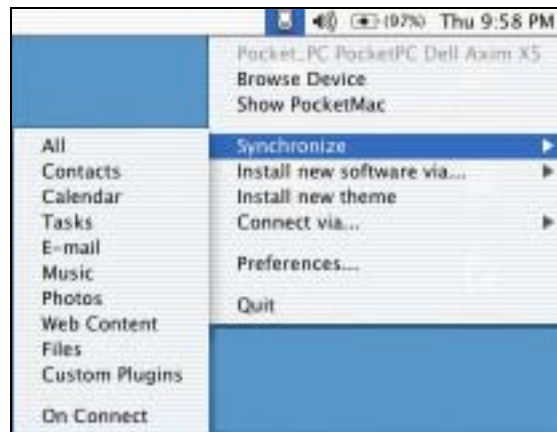 (97%) Thu 9:58 PM
Pocket_PC PocketPC Dell Axim X5
Browse Device
Show PocketMac
Synchronize
Install new software via...
Install new theme
Connect via...
Preferences...
Quit
All
Contacts
Calendar
Tasks
E-mail
Music
Photos
Web Content
Files
Custom Plugins
On Connect